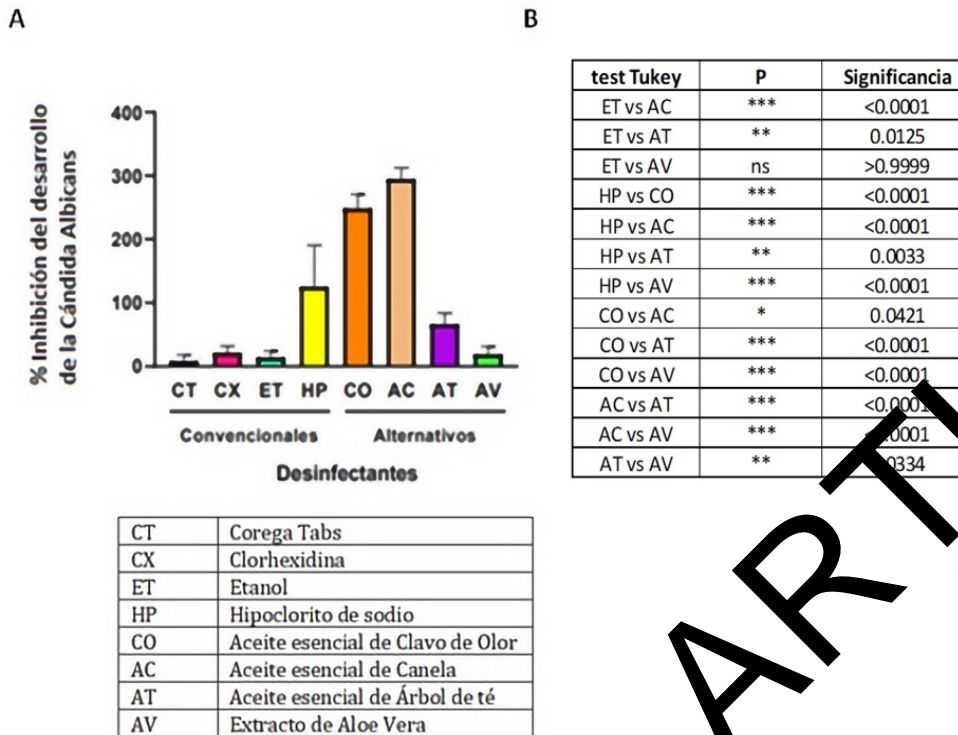 A
B
% Inhibición del desarrollo
de la Cándida Albicans
400
300
200
100
0
CT CX ET HP CO AC AT AV
Convencionales Alternativos
Desinfectantes
CT Corega Tabs
CX Clorhexidina
ET Etanol
HP Hipoclorito de sodio
CO Aceite esencial de Clavo de Olor
AC Aceite esencial de Canela
AT Aceite esencial de Árbol de té
AV Extracto de Aloe Vera
test Tukey P Significancia
ET vs AC *** <0.0001
ET vs AT ** 0.0125
ET vs AV ns >0.9999
HP vs CO *** <0.0001
HP vs AC *** <0.0001
HP vs AT ** 0.0033
HP vs AV *** <0.0001
CO vs AC * 0.0421
CO vs AT *** <0.0001
CO vs AV *** <0.0001
AC vs AT *** <0.0001
AC vs AV *** 0001
AT vs AV ** 0334
ARTI